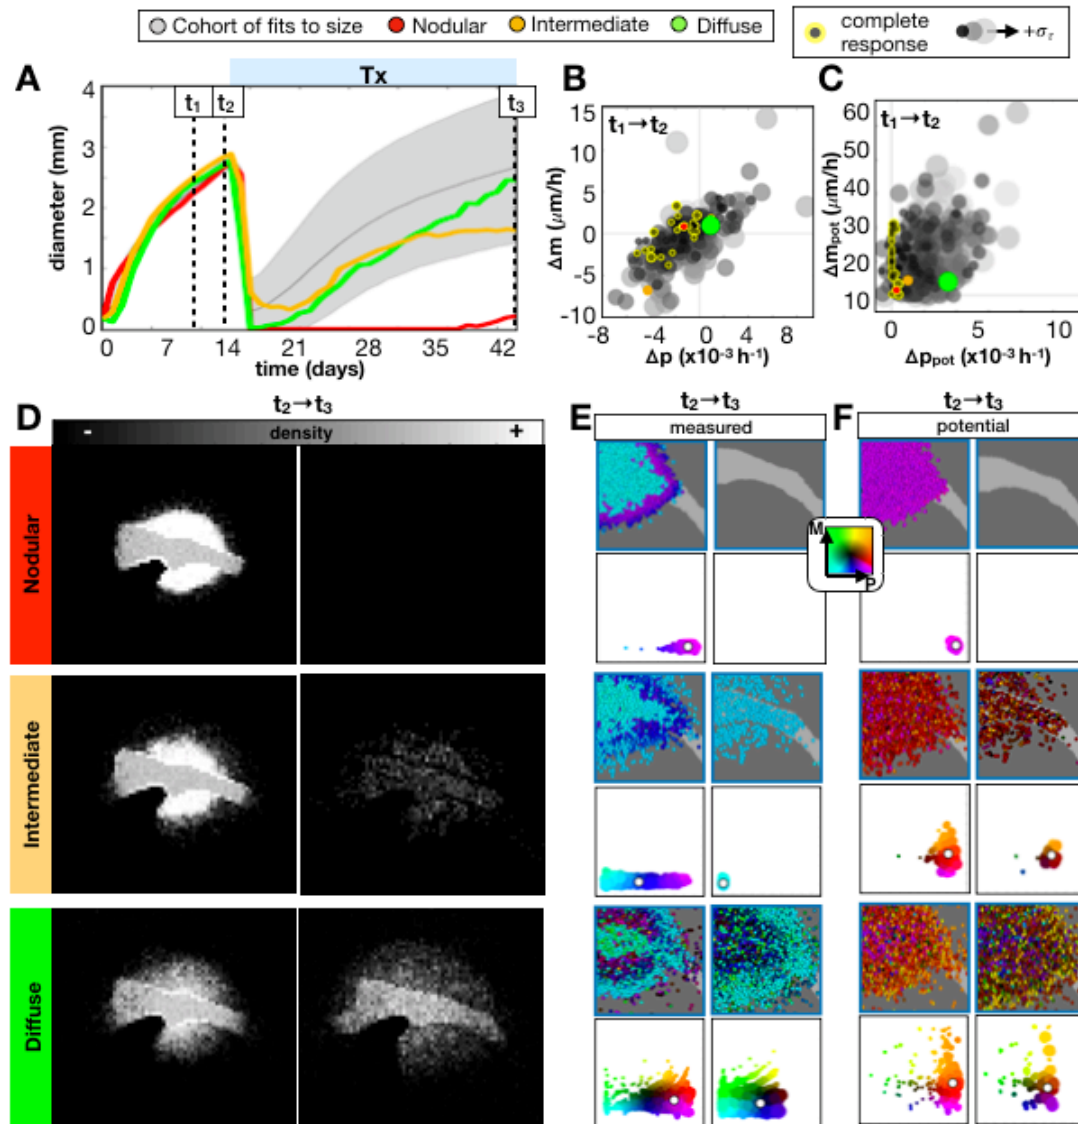 Cohort of fits to size Nodular Intermediate Diffuse
complete response
+στ
A
Tx
t1 t2 t3
4
3
2
1
0
diameter (mm)
0 7 14 21 28 35 42
time (days)
B
t1→t2
15
10
5
0
-5
-10
Δm (μm/h)
-8 -4 0 4 8
Δp (x10-3 h-1)
C
t1→t2
60
50
40
30
20
10
Δmpot (μm/h)
0 5 10
Δppot (x10-3 h-1)
D
t2→t3
- density +
Nodular
Intermediate
Diffuse
E
t2→t3
measured
F
t2→t3
potential
M
P